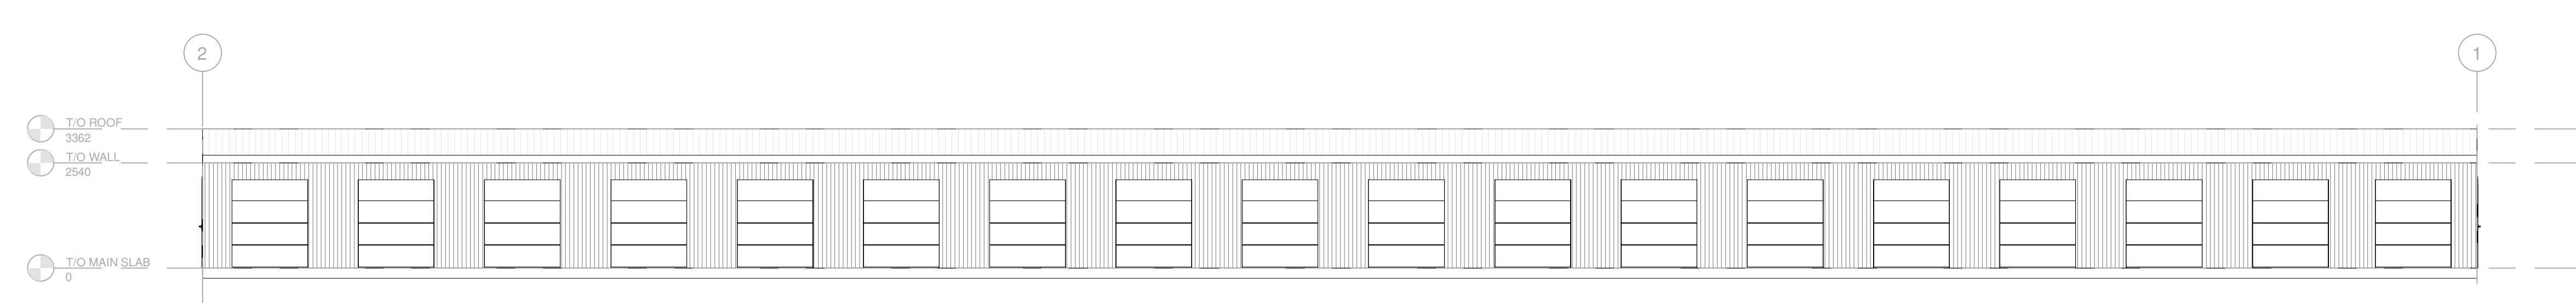 2
1
T/O ROOF
3362
T/O WALL
2540
T/O MAIN SLAB
0